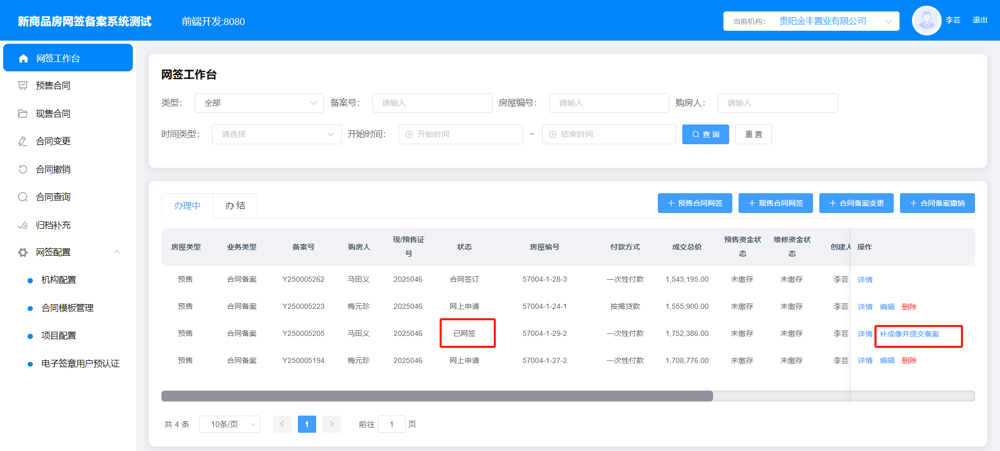 新商品房网签备案系统测试 前端开发:8080 当前机构： 贵阳金丰置业有限公司 李芸 退出
网签工作台
预售合同
现售合同
合同变更
合同撤销
合同查询
归档补充
网签配置
机构配置
合同模板管理
项目配置
电子签章用户预认证
网签工作台
类型： 全部 备案号： 请输入 房屋编号： 请输入 购房人： 请输入
时间类型： 请选择 开始时间： 开始时间 ~ 结束时间 查 询 重 置
办理中 办 结 预售合同网签 现售合同网签 合同备案变更 合同备案撤销
房屋类型 业务类型 备案号 购房人 现/预售证号 状态 房屋编号 付款方式 成交总价 预售资金状态 维修资金状态 创建人 操作
预售 合同备案 Y250005262 马田义 2025046 合同签订 57004-1-28-3 一次性付款 1,543,195.00 未缴存 未缴存 李芸 详情
预售 合同备案 Y250005223 梅元珍 2025046 网上申请 57004-1-24-1 按揭贷款 1,555,900.00 未缴存 未缴存 李芸 详情 编辑 删除
预售 合同备案 Y250005205 马田义 2025046 已网签 57004-1-29-2 一次性付款 1,752,386.00 未缴存 未缴存 李芸 详情 补成像并提交备案
预售 合同备案 Y250005194 梅元珍 2025046 网上申请 57004-1-27-2 一次性付款 1,708,776.00 未缴存 未缴存 李芸 详情 编辑 删除
共 4 条 10条/页 1 前往 1 页